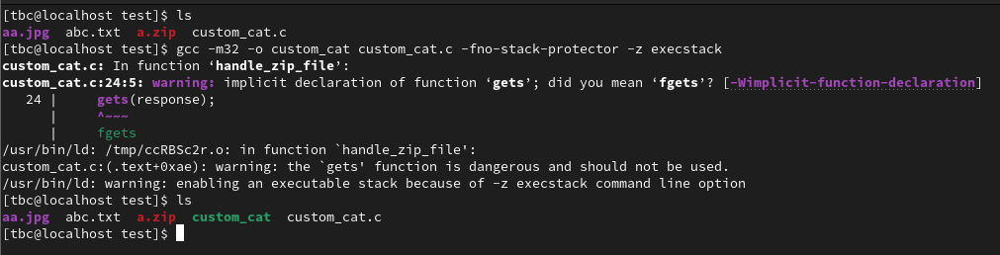 [tbc@localhost test]$ ls
aa.jpg abc.txt a.zip custom_cat.c
[tbc@localhost test]$ gcc -m32 -o custom_cat custom_cat.c -fno-stack-protector -z execstack
custom_cat.c: In function ‘handle_zip_file’:
custom_cat.c:24:5: warning: implicit declaration of function ‘gets’; did you mean ‘fgets’? [-Wimplicit-function-declaration]
24 | gets(response);
| ^~~~
| fgets
/usr/bin/ld: /tmp/ccRBSc2r.o: in function `handle_zip_file':
custom_cat.c:(.text+0xae): warning: the `gets' function is dangerous and should not be used.
/usr/bin/ld: warning: enabling an executable stack because of -z execstack command line option
[tbc@localhost test]$ ls
aa.jpg abc.txt a.zip custom_cat custom_cat.c
[tbc@localhost test]$